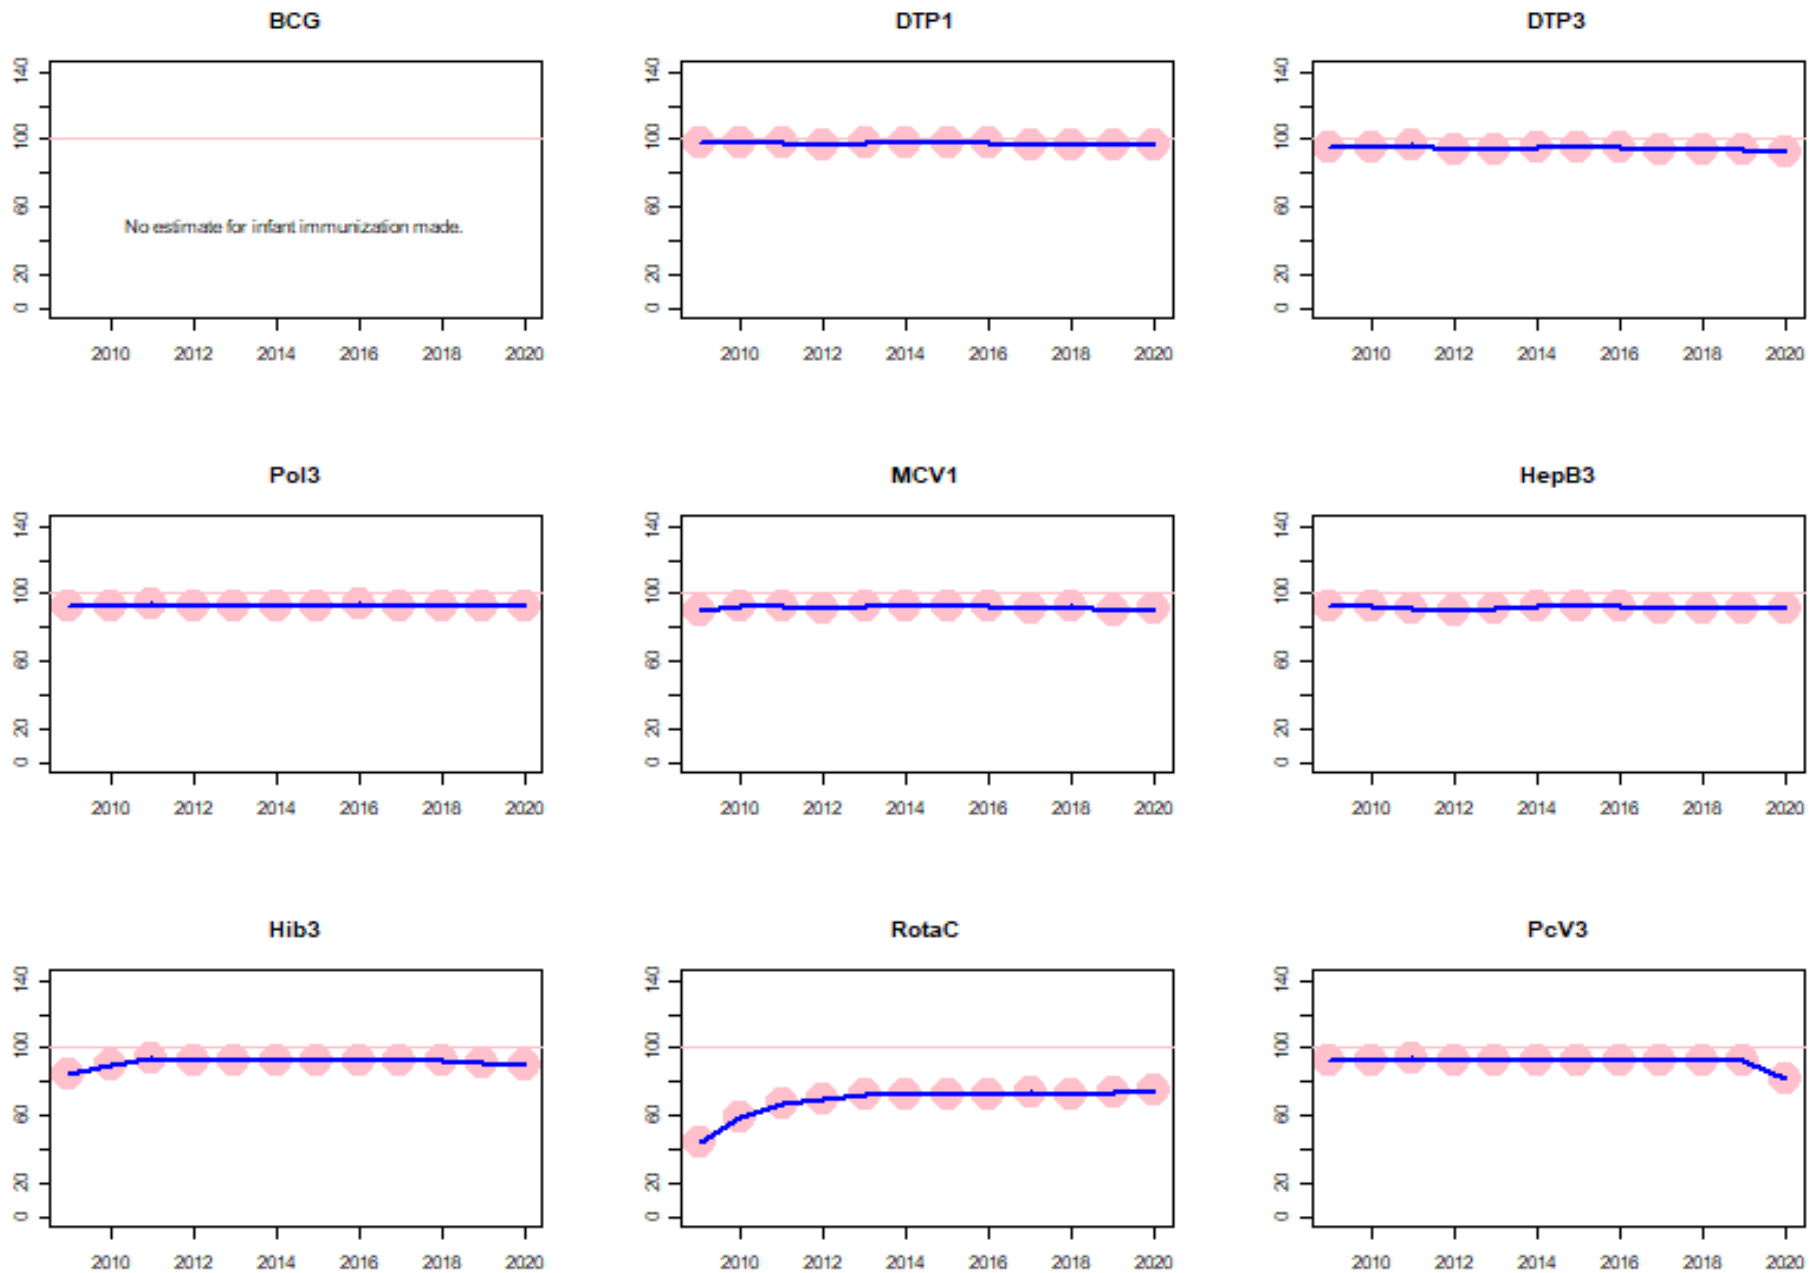 BCG DTP1 DTP3
140 140 140
100 100 100
60 60 60
No estimate for infant immunization made.
20 20 20
0 0 0
2010 2012 2014 2016 2018 2020 2010 2012 2014 2016 2018 2020 2010 2012 2014 2016 2018 2020
Pol3 MCV1 HepB3
140 140 140
100 100 100
60 60 60
20 20 20
0 0 0
2010 2012 2014 2016 2018 2020 2010 2012 2014 2016 2018 2020 2010 2012 2014 2016 2018 2020
Hib3 RotaC PcV3
140 140 140
100 100 100
60 60 60
20 20 20
0 0 0
2010 2012 2014 2016 2018 2020 2010 2012 2014 2016 2018 2020 2010 2012 2014 2016 2018 2020